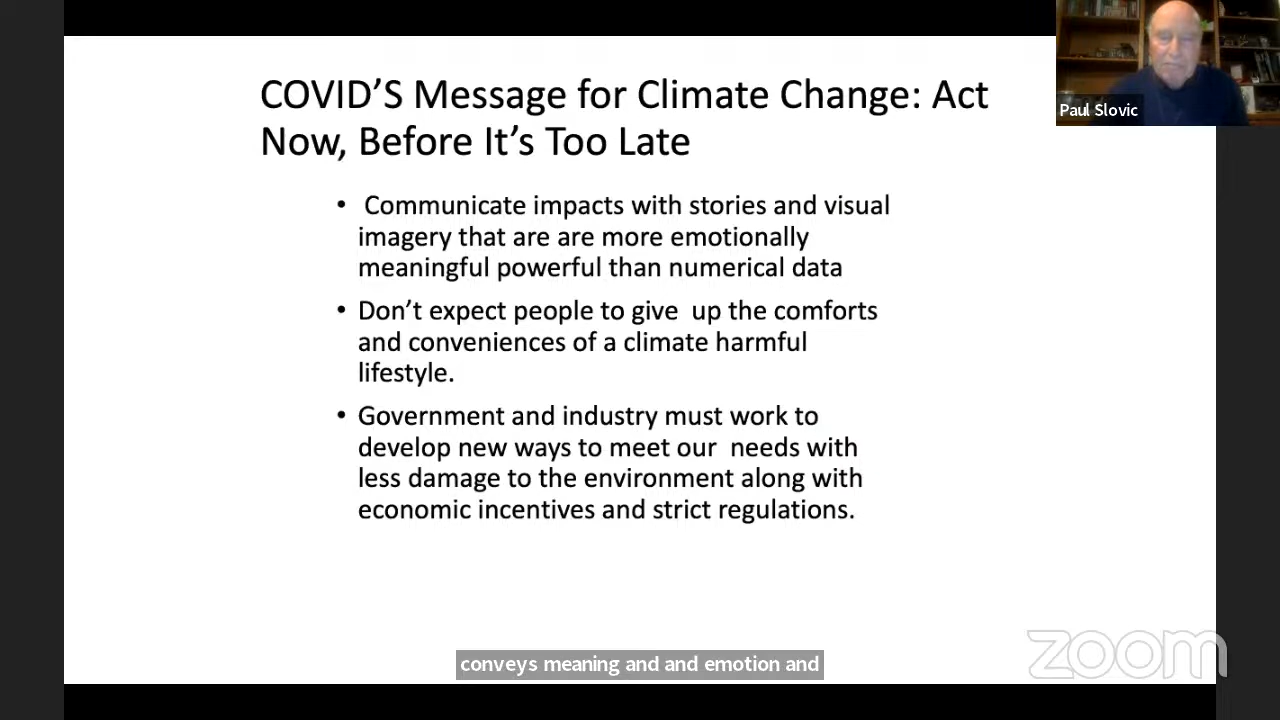 Paul Slovic
COVID’S Message for Climate Change: Act
Now, Before It’s Too Late
• Communicate impacts with stories and visual
imagery that are are more emotionally
meaningful powerful than numerical data
• Don’t expect people to give  up the comforts
and conveniences of a climate harmful
lifestyle.
• Government and industry must work to
develop new ways to meet our  needs with
less damage to the environment along with
economic incentives and strict regulations.
conveys meaning and and emotion and
zoom